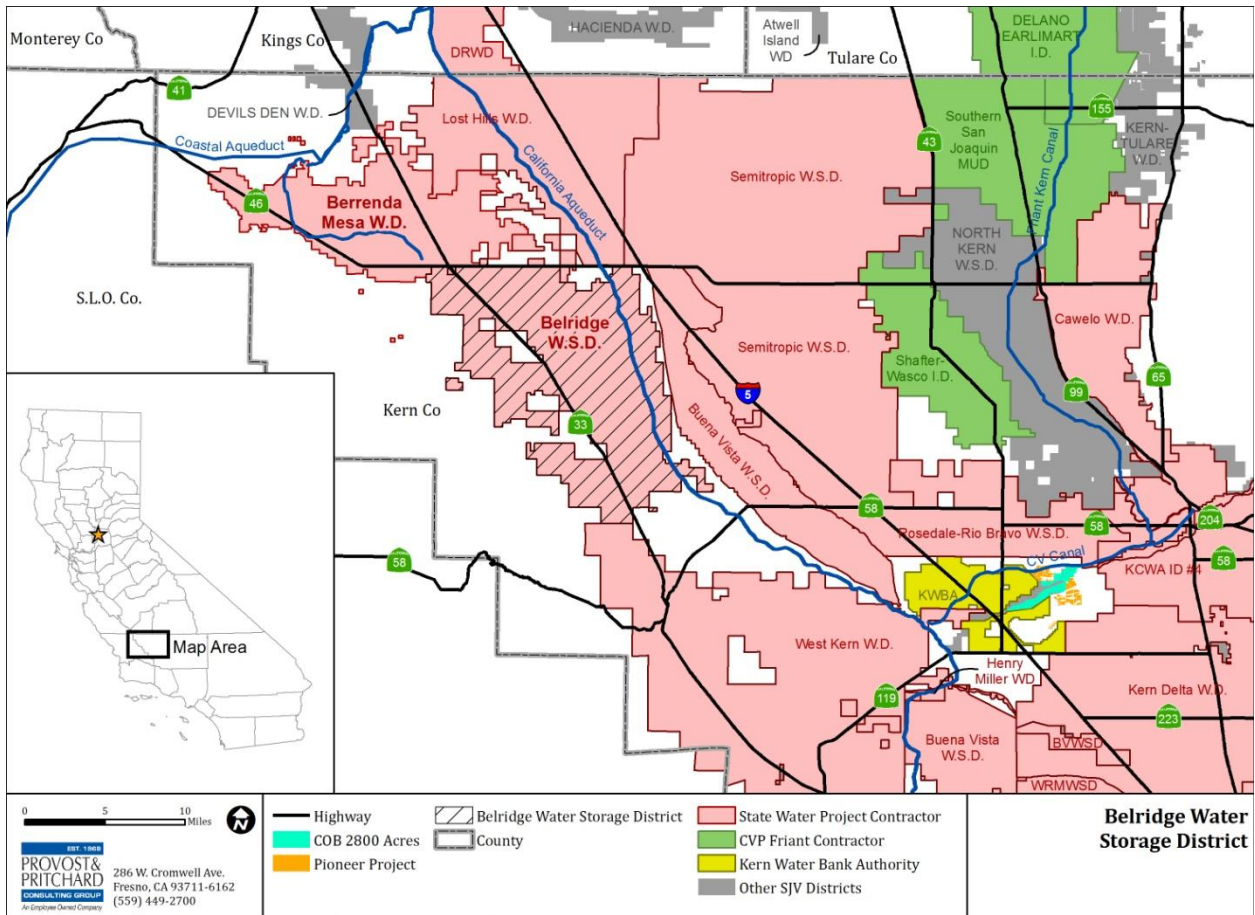 Monterey Co
Kings Co
HACIENDA W.D.
Atwell
Island
WD
Tulare Co
DELANO
EARLIMART
I.D.
DRWD
41
DEVILS DEN W.D.
Lost Hills W.D.
Coastal Aqueduct
California Aqueduct
46
Berrenda
Mesa W.D.
Semitropic W.S.D.
43
Southern
San
Joaquin
MUD
155
KERN-
TULARE
W.D.
Friant Kern Canal
NORTH
KERN
W.S.D.
S.L.O. Co.
Belridge
W.S.D.
Semitropic W.S.D.
Cawelo W.D.
Shafter-
Wasco I.D.
5
99
65
Kern Co
33
Buena Vista W.S.D.
58
Rosedale-Rio Bravo W.S.D.
58
204
58
58
CV Canal
KCWA ID #4
KWBA
West Kern W.D.
Henry
Miller WD
119
Kern Delta W.D.
223
Buena Vista
W.S.D.
BVWSD
WRMWSD
Map Area
0 5 10
Miles
N
EST. 1968
PROVOST&
PRITCHARD
CONSULTING GROUP
An Employee Owned Company
286 W. Cromwell Ave.
Fresno, CA 93711-6162
(559) 449-2700
Highway
COB 2800 Acres
Pioneer Project
Belridge Water Storage District
County
State Water Project Contractor
CVP Friant Contractor
Kern Water Bank Authority
Other SJV Districts
Belridge Water
Storage District